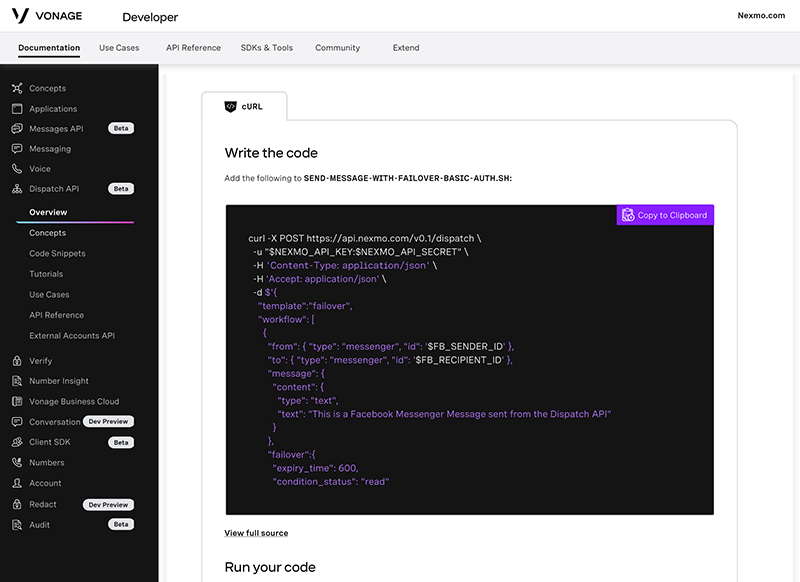 VONAGE Developer Nexmo.com
Documentation Use Cases API Reference SDKs & Tools Community Extend
Concepts
Applications
Messages API Beta
Messaging
Voice
Dispatch API Beta
Overview
Concepts
Code Snippets
Tutorials
Use Cases
API Reference
External Accounts API
Verify
Number Insight
Vonage Business Cloud
Conversation Dev Preview
Client SDK Beta
Numbers
Account
Redact Dev Preview
Audit Beta
cURL
Write the code
Add the following to SEND-MESSAGE-WITH-FAILOVER-BASIC-AUTH.SH:
Copy to Clipboard
curl -X POST https://api.nexmo.com/v0.1/dispatch \
-u "$NEXMO_API_KEY:$NEXMO_API_SECRET" \
-H 'Content-Type: application/json' \
-H 'Accept: application/json' \
-d $'{
"template":"failover",
"workflow": [
{
"from": { "type": "messenger", "id": '$FB_SENDER_ID' },
"to": { "type": "messenger", "id": '$FB_RECIPIENT_ID' },
"message": {
"content": {
"type": "text",
"text": "This is a Facebook Messenger Message sent from the Dispatch API"
}
},
"failover":{
"expiry_time": 600,
"condition_status": "read"
View full source
Run your code